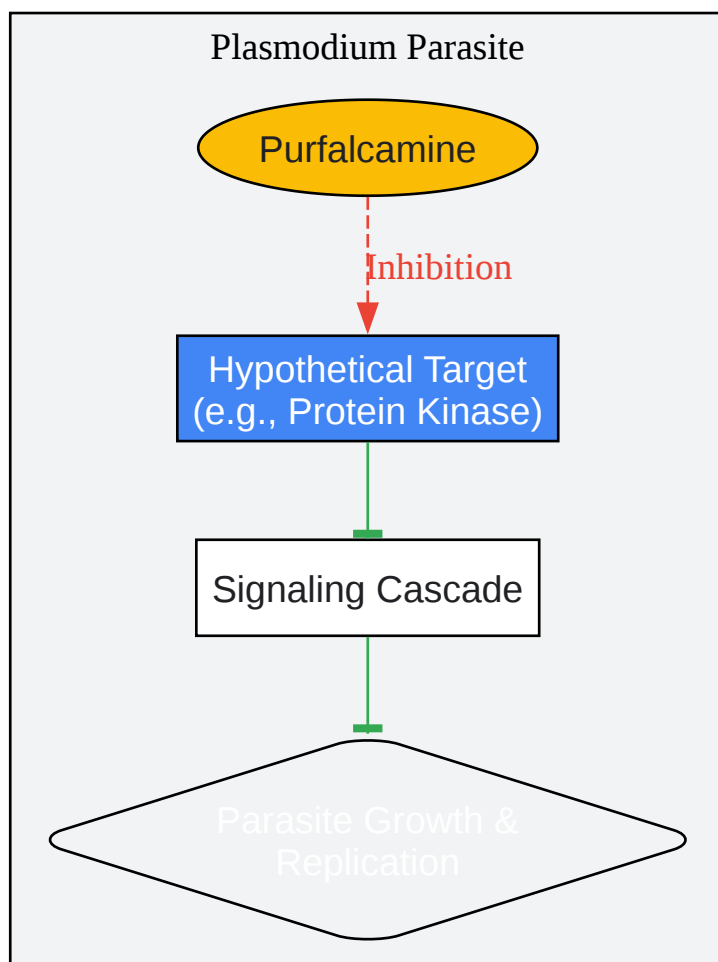 Plasmodium Parasite
Purfalcamine
Inhibition
Hypothetical Target
(e.g., Protein Kinase)
Signaling Cascade
Parasite Growth &
Replication